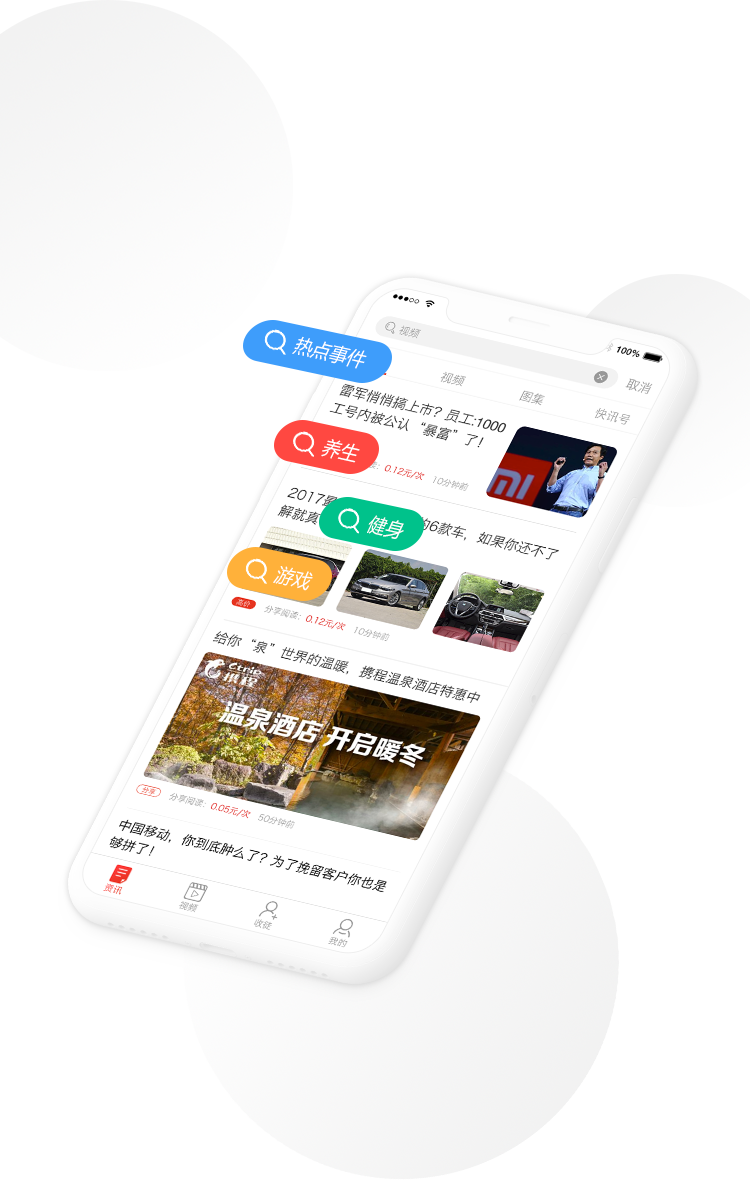 100%
视频
取消
热点事件
视频
图集
快讯号
雷军悄悄搞上市？员工:1000
工号内被公认“暴富”了！
0.12元/次
10分钟前
养生
2017最
的6款车，如果你还不了
解就真
健身
游戏
高价
分享阅读：
0.12元/次
10分钟前
给你“泉”世界的温暖，携程温泉酒店特惠中
Ctrip
携程
温泉酒店 开启暖冬
分享
分享阅读：
0.05元/次
50分钟前
中国移动，你到底肿么了？为了挽留客户你也是
够拼了！
资讯
视频
收徒
我的